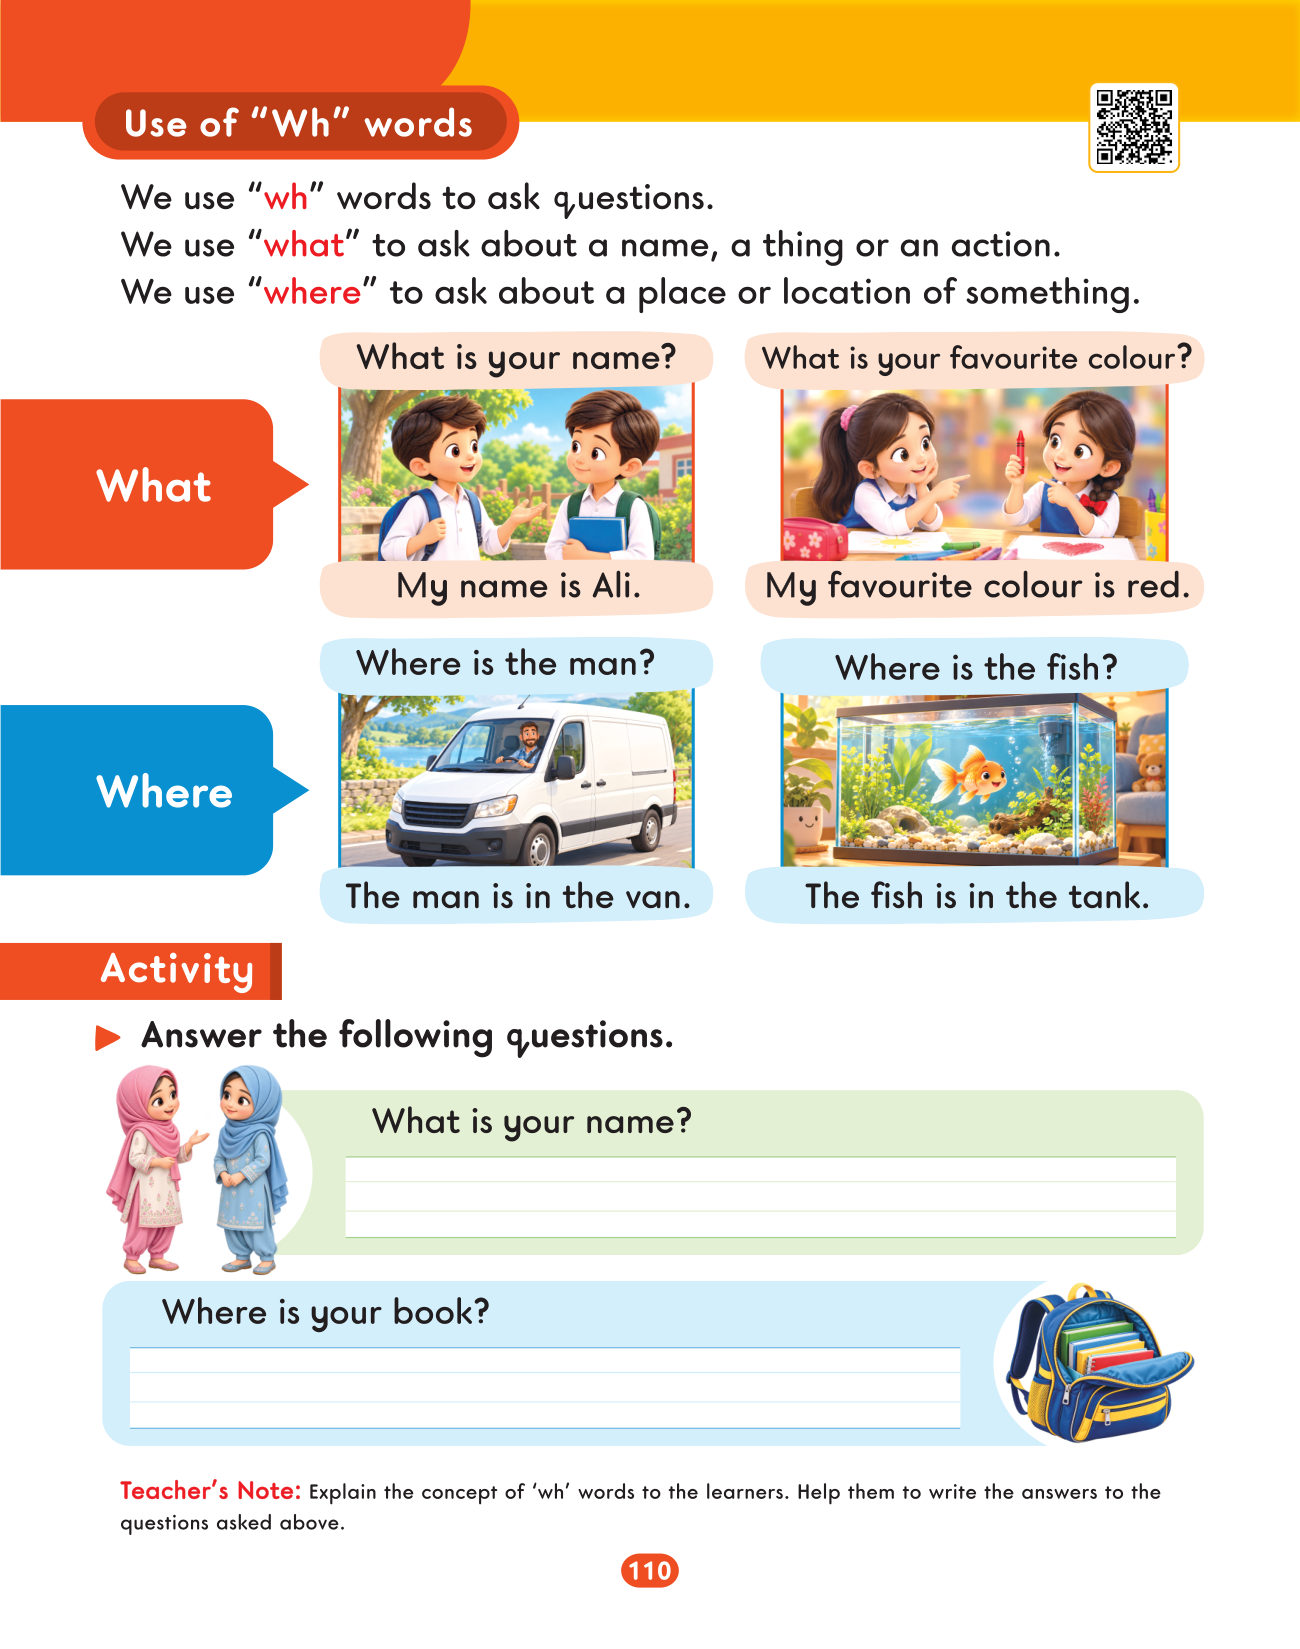 Use of “Wh” words
We use “wh” words to ask questions.
We use “what” to ask about a name, a thing or an action.
We use “where” to ask about a place or location of something.
What
What is your name?
My name is Ali.
What is your favourite colour?
My favourite colour is red.
Where
Where is the man?
The man is in the van.
Where is the fish?
The fish is in the tank.
Activity
Answer the following questions.
What is your name?
Where is your book?
Teacher’s Note: Explain the concept of ‘wh’ words to the learners. Help them to write the answers to the
questions asked above.
110